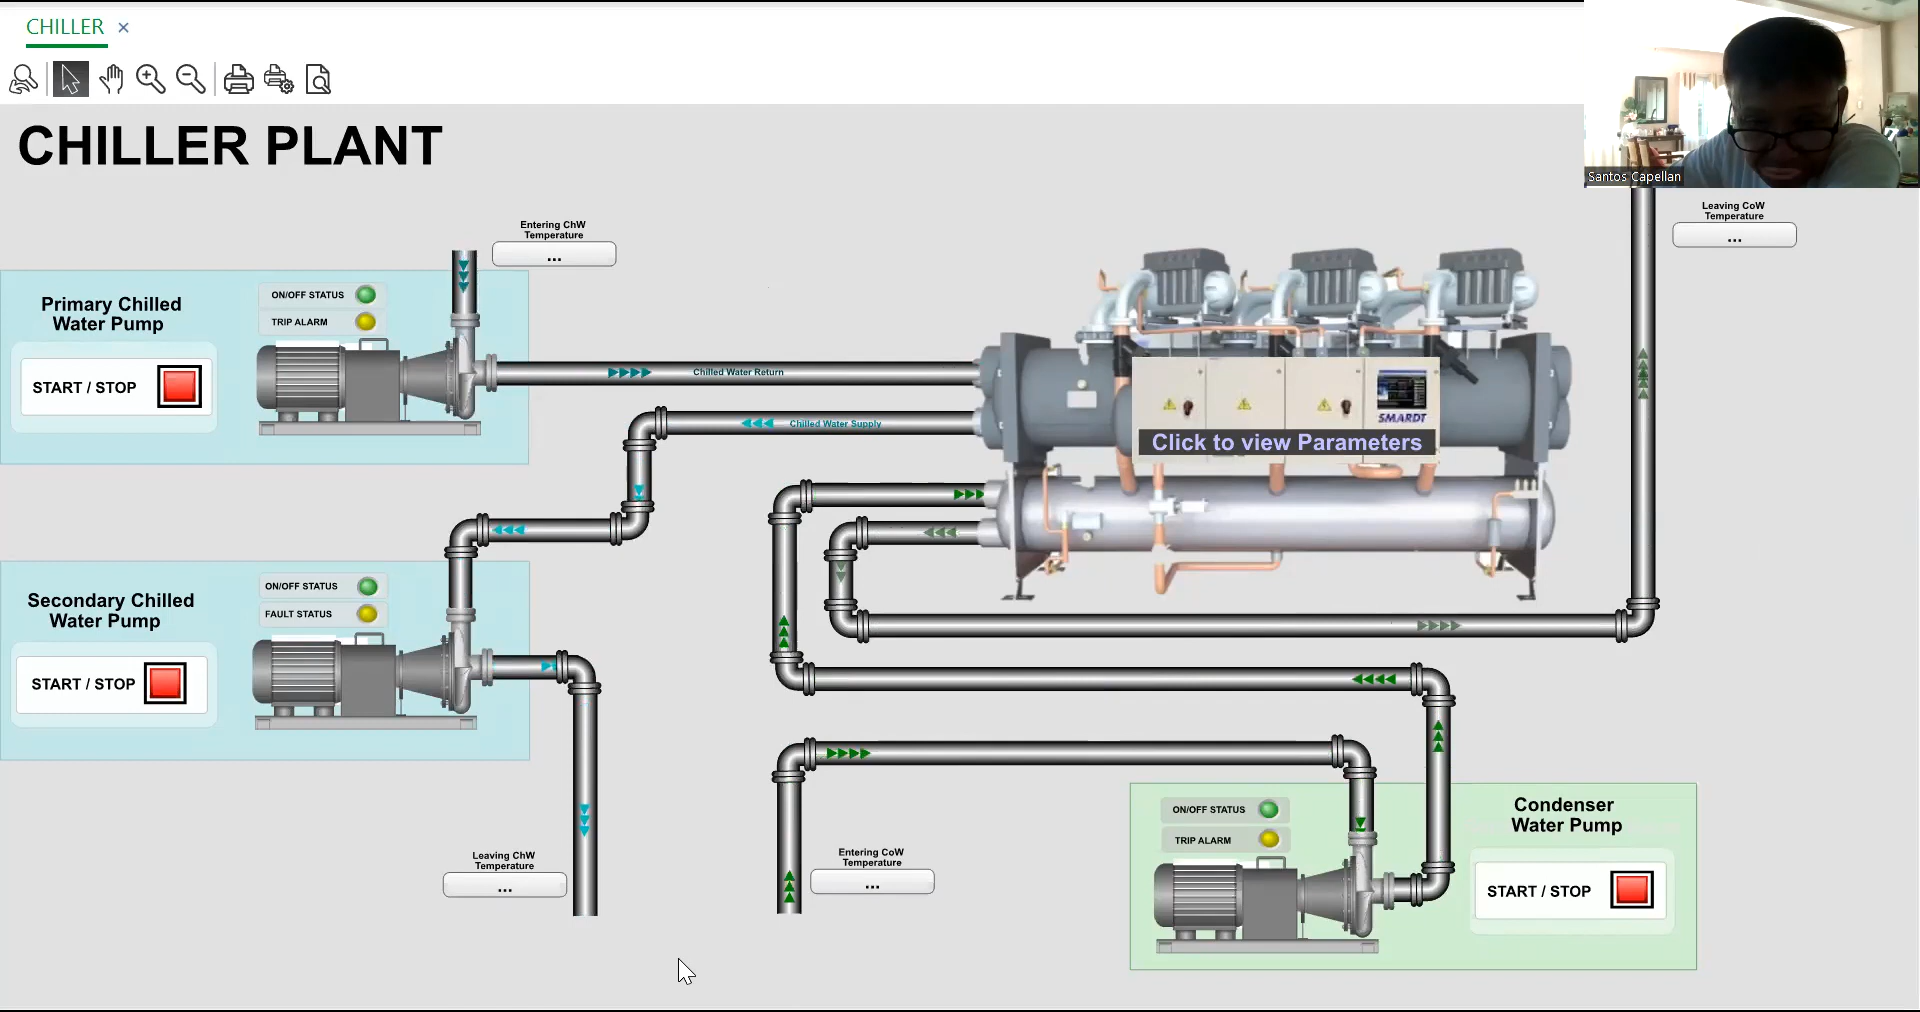 CHILLER ×
Santos Capellan
CHILLER PLANT
Entering ChW
Temperature
...
Leaving CoW
Temperature
...
Primary Chilled
Water Pump
START / STOP
ON/OFF STATUS
TRIP ALARM
Chilled Water Return
Chilled Water Supply
SMARDT
Click to view Parameters
Secondary Chilled
Water Pump
START / STOP
ON/OFF STATUS
FAULT STATUS
Leaving ChW
Temperature
...
Entering CoW
Temperature
...
ON/OFF STATUS
TRIP ALARM
Condenser
Water Pump
START / STOP